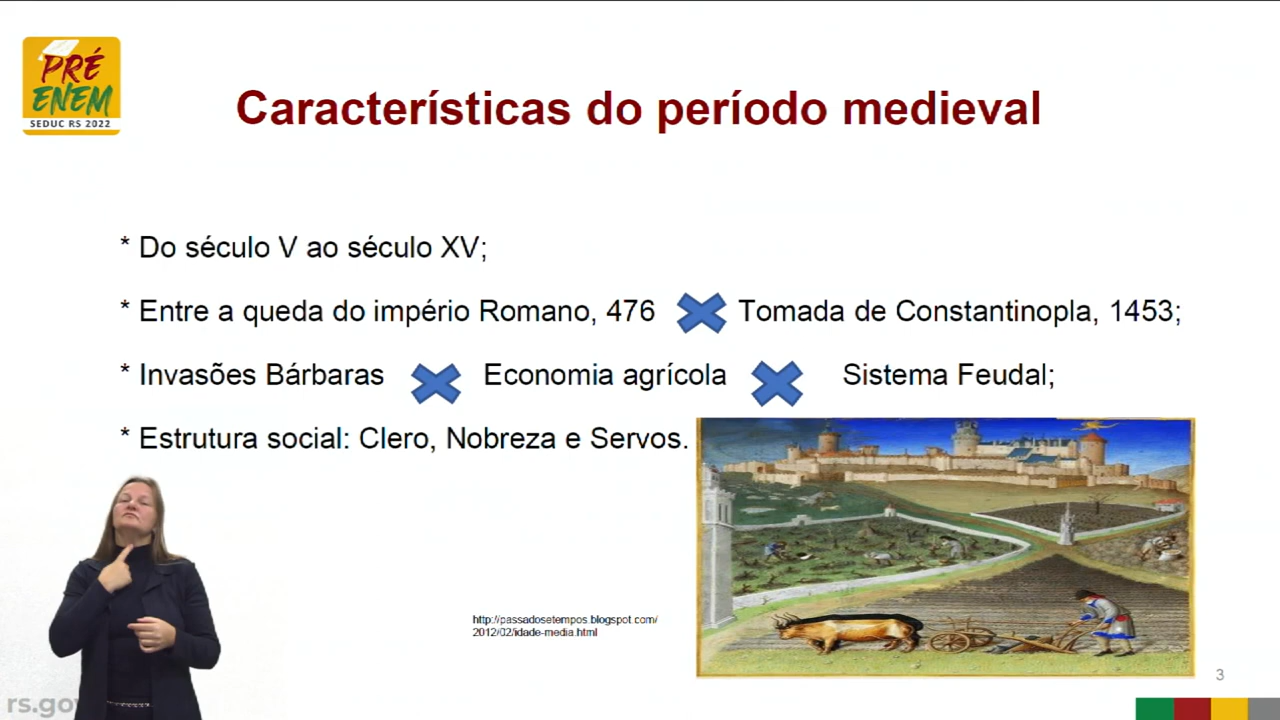 PRÉ
ENEM
SEDUC RS 2022
Características do período medieval
* Do século V ao século XV;
* Entre a queda do império Romano, 476 Tomada de Constantinopla, 1453;
* Invasões Bárbaras Economia agrícola Sistema Feudal;
* Estrutura social: Clero, Nobreza e Servos.
http://passadosetempos.blogspot.com/
2012/02/idade-media.html
3
rs.gov